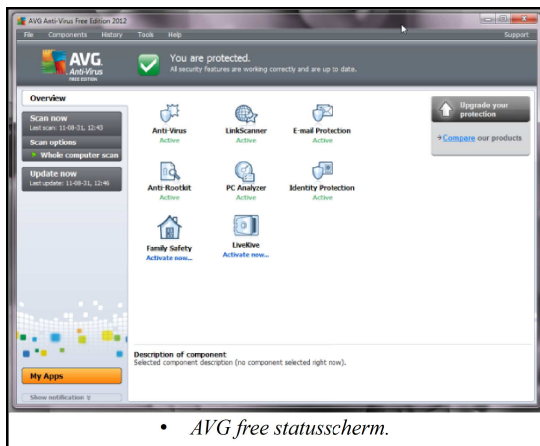 AVG Anti-Virus Free Edition 2012
File Components History Tools Help Support
AVG.
Anti-Virus
FREE EDITION
You are protected.
All security features are working correctly and are up to date.
Overview
Scan now
Last scan: 11-08-31, 12:43
Scan options
Whole computer scan
Update now
Last update: 11-08-31, 12:46
Anti-Virus
Active
LinkScanner
Active
E-mail Protection
Active
Anti-Rootkit
Active
PC Analyzer
Active
Identity Protection
Active
Family Safety
Activate now...
LiveKive
Activate now...
Upgrade your
protection
Compare our products
Description of component
Selected component description (no component selected right now).
My Apps
Show notification
• AVG free statusscherm.